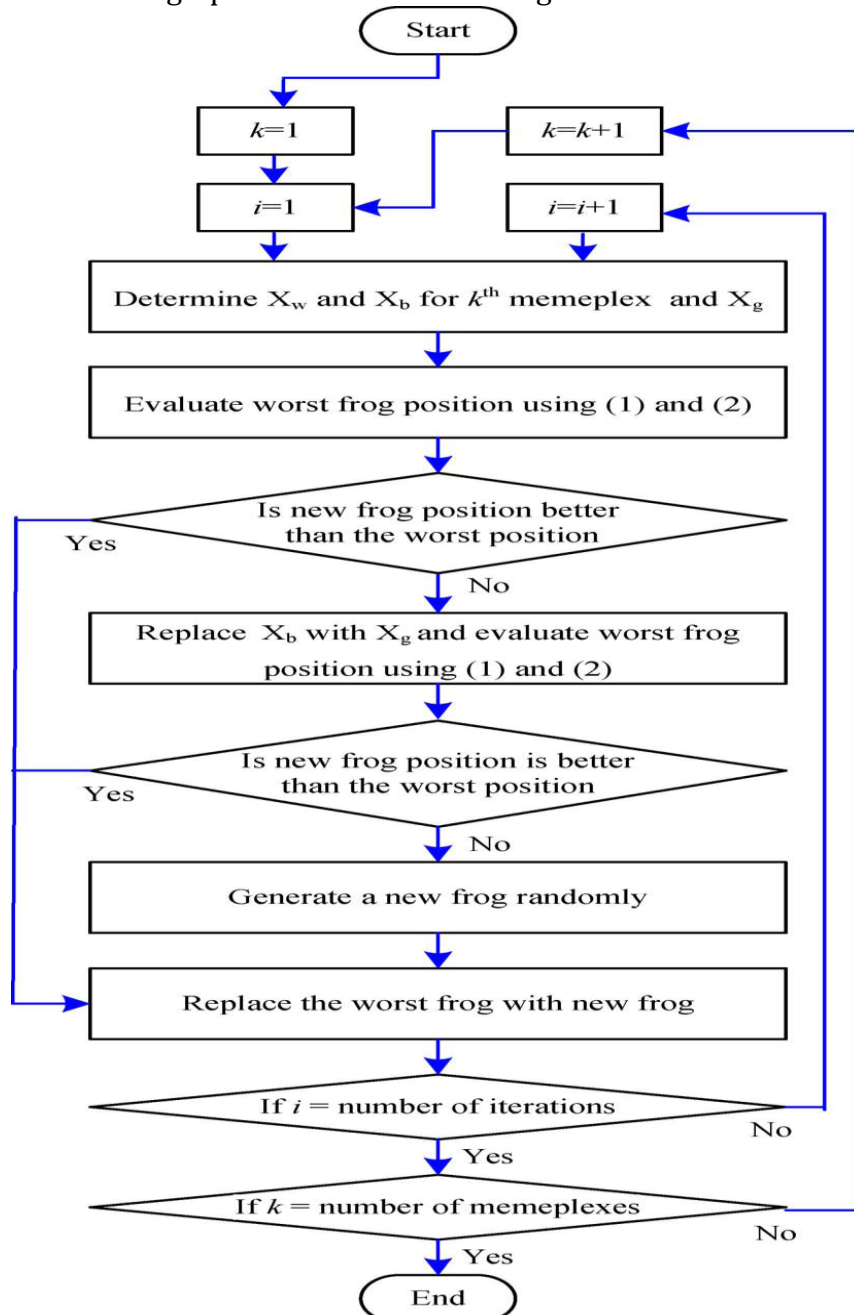 Start
k=1
k=k+1
i=1
i=i+1
Determine Xw and Xb for kth memeplex and Xg
Evaluate worst frog position using (1) and (2)
Is new frog position better
than the worst position
Yes
No
Replace Xb with Xg and evaluate worst frog
position using (1) and (2)
Is new frog position is better
than the worst position
Yes
No
Generate a new frog randomly
Replace the worst frog with new frog
If i = number of iterations
No
Yes
If k = number of memeplexes
No
Yes
End